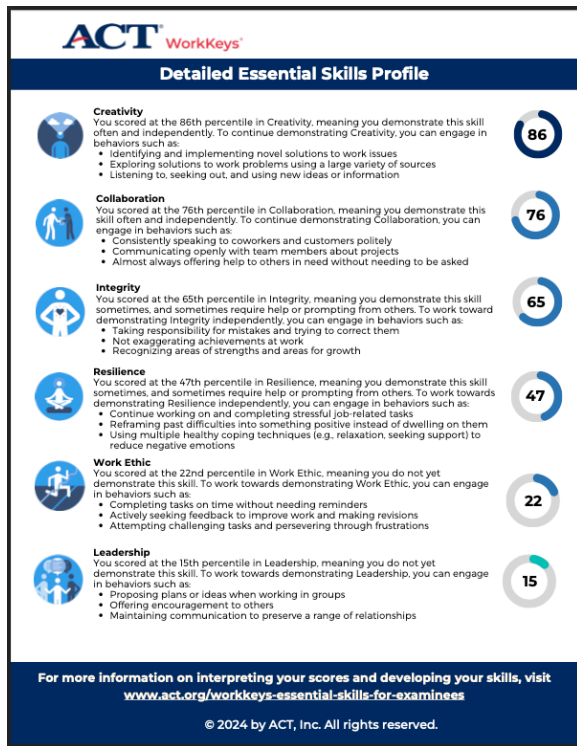 ACT® WorkKeys®
Detailed Essential Skills Profile
Creativity
You scored at the 86th percentile in Creativity, meaning you demonstrate this skill
often and independently. To continue demonstrating Creativity, you can engage in
behaviors such as:
• Identifying and implementing novel solutions to work issues
• Exploring solutions to work problems using a large variety of sources
• Listening to, seeking out, and using new ideas or information
86
Collaboration
You scored at the 76th percentile in Collaboration, meaning you demonstrate this
skill often and independently. To continue demonstrating Collaboration, you can
engage in behaviors such as:
• Consistently speaking to coworkers and customers politely
• Communicating openly with team members about projects
• Almost always offering help to others in need without needing to be asked
76
Integrity
You scored at the 65th percentile in Integrity, meaning you demonstrate this skill
sometimes, and sometimes require help or prompting from others. To work toward
demonstrating Integrity independently, you can engage in behaviors such as:
• Taking responsibility for mistakes and trying to correct them
• Not exaggerating achievements at work
• Recognizing areas of strengths and areas for growth
65
Resilience
You scored at the 47th percentile in Resilience, meaning you demonstrate this skill
sometimes, and sometimes require help or prompting from others. To work towards
demonstrating Resilience independently, you can engage in behaviors such as:
• Continue working on and completing stressful job-related tasks
• Reframing past difficulties into something positive instead of dwelling on them
• Using multiple healthy coping techniques (e.g., relaxation, seeking support) to
reduce negative emotions
47
Work Ethic
You scored at the 22nd percentile in Work Ethic, meaning you do not yet
demonstrate this skill. To work towards demonstrating Work Ethic, you can engage
in behaviors such as:
• Completing tasks on time without needing reminders
• Actively seeking feedback to improve work and making revisions
• Attempting challenging tasks and persevering through frustrations
22
Leadership
You scored at the 15th percentile in Leadership, meaning you do not yet
demonstrate this skill. To work towards demonstrating Leadership, you can engage
in behaviors such as:
• Proposing plans or ideas when working in groups
• Offering encouragement to others
• Maintaining communication to preserve a range of relationships
15
For more information on interpreting your scores and developing your skills, visit
www.act.org/workkeys-essential-skills-for-examinees
© 2024 by ACT, Inc. All rights reserved.